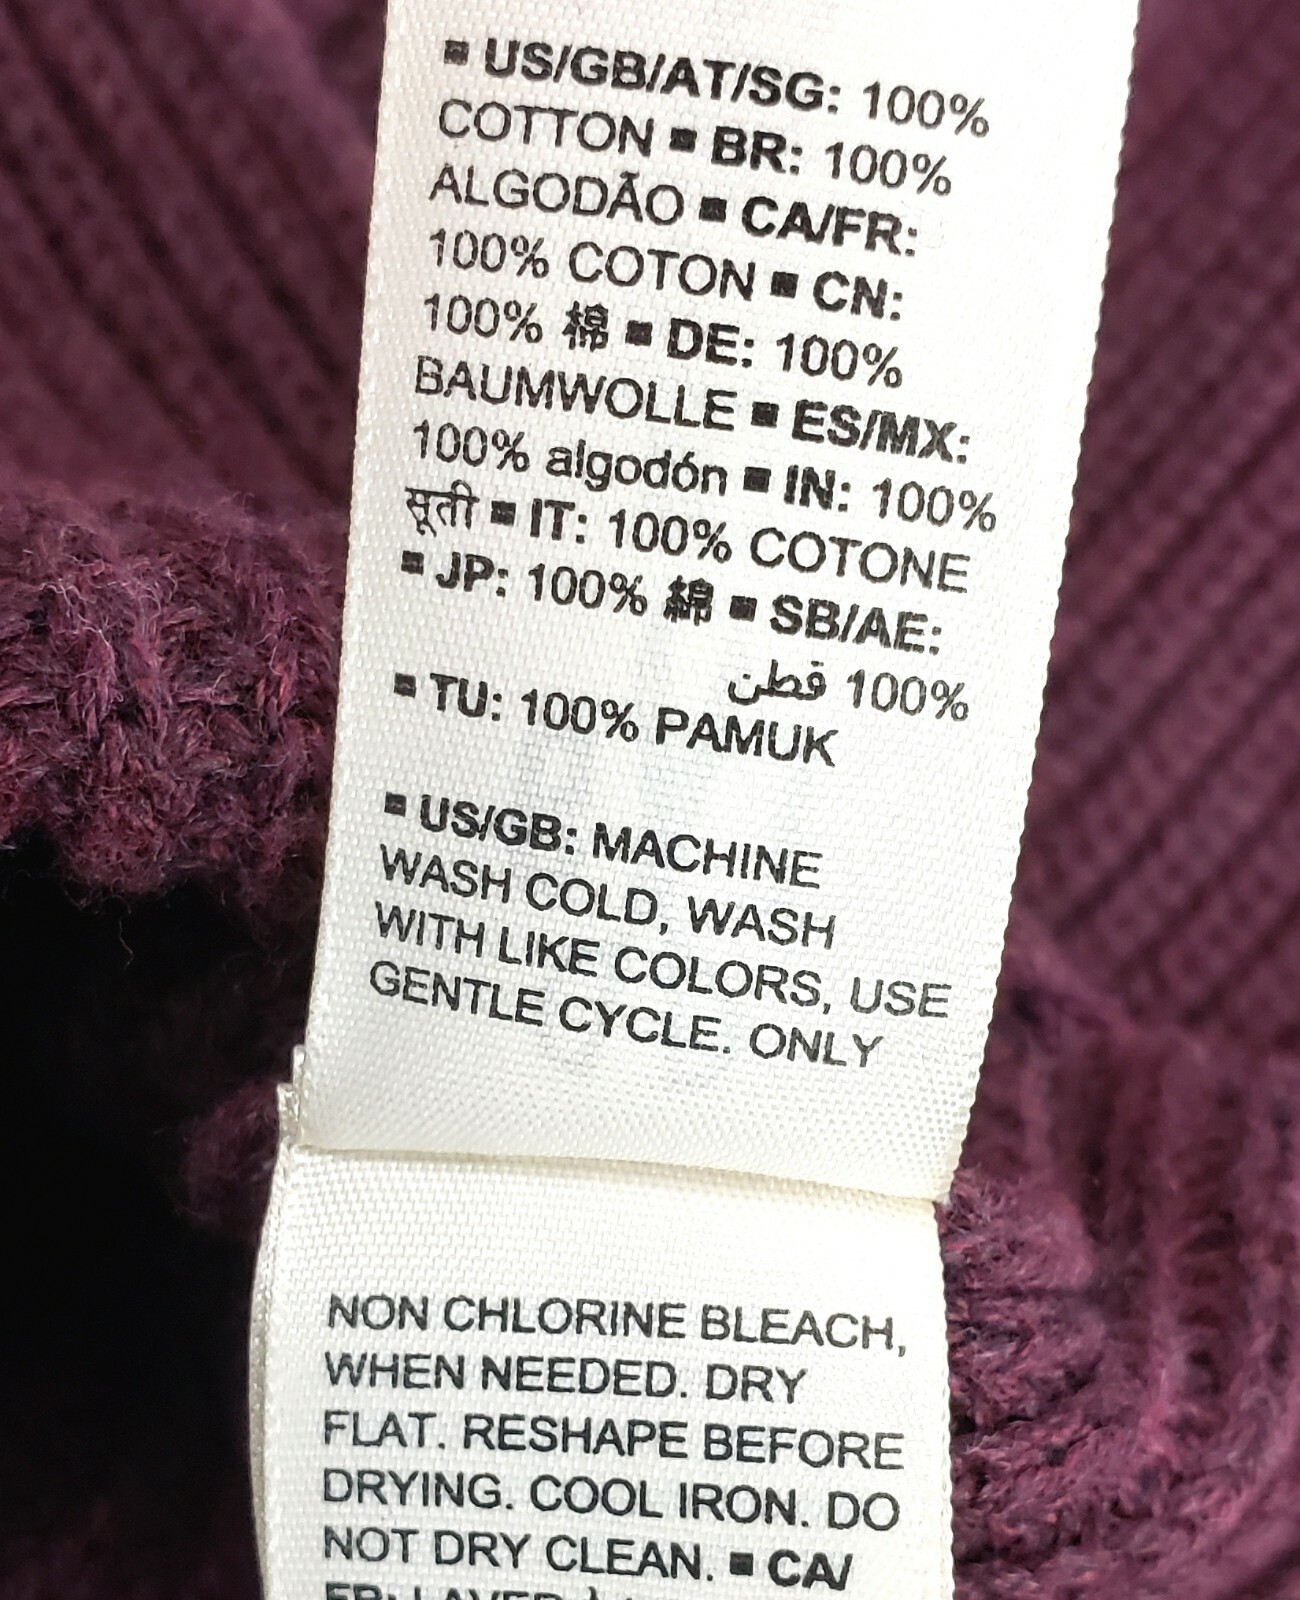 ▪ US/GB/AT/SG: 100%
COTTON ▪ BR: 100%
ALGODÃO ▪ CA/FR:
100% COTON ▪ CN:
100% 棉 ▪ DE: 100%
BAUMWOLLE ▪ ES/MX:
100% algodón ▪ IN: 100%
सूती ▪ IT: 100% COTONE
▪ JP: 100% 綿 ▪ SB/AE:
100% قطن
▪ TU: 100% PAMUK
▪ US/GB: MACHINE
WASH COLD, WASH
WITH LIKE COLORS, USE
GENTLE CYCLE. ONLY
NON CHLORINE BLEACH,
WHEN NEEDED. DRY
FLAT. RESHAPE BEFORE
DRYING. COOL IRON. DO
NOT DRY CLEAN. ▪ CA/
FR: LAVER À